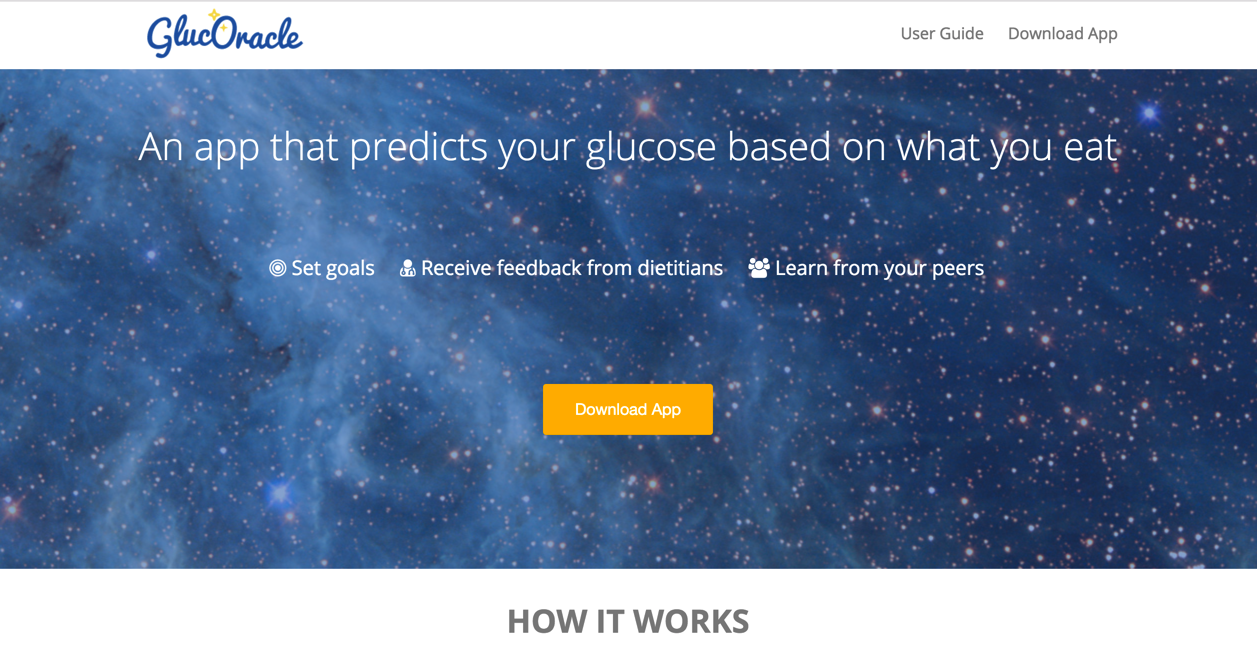 GlucOracle
User Guide
Download App
An app that predicts your glucose based on what you eat
Set goals
Receive feedback from dietitians
Learn from your peers
Download App
HOW IT WORKS